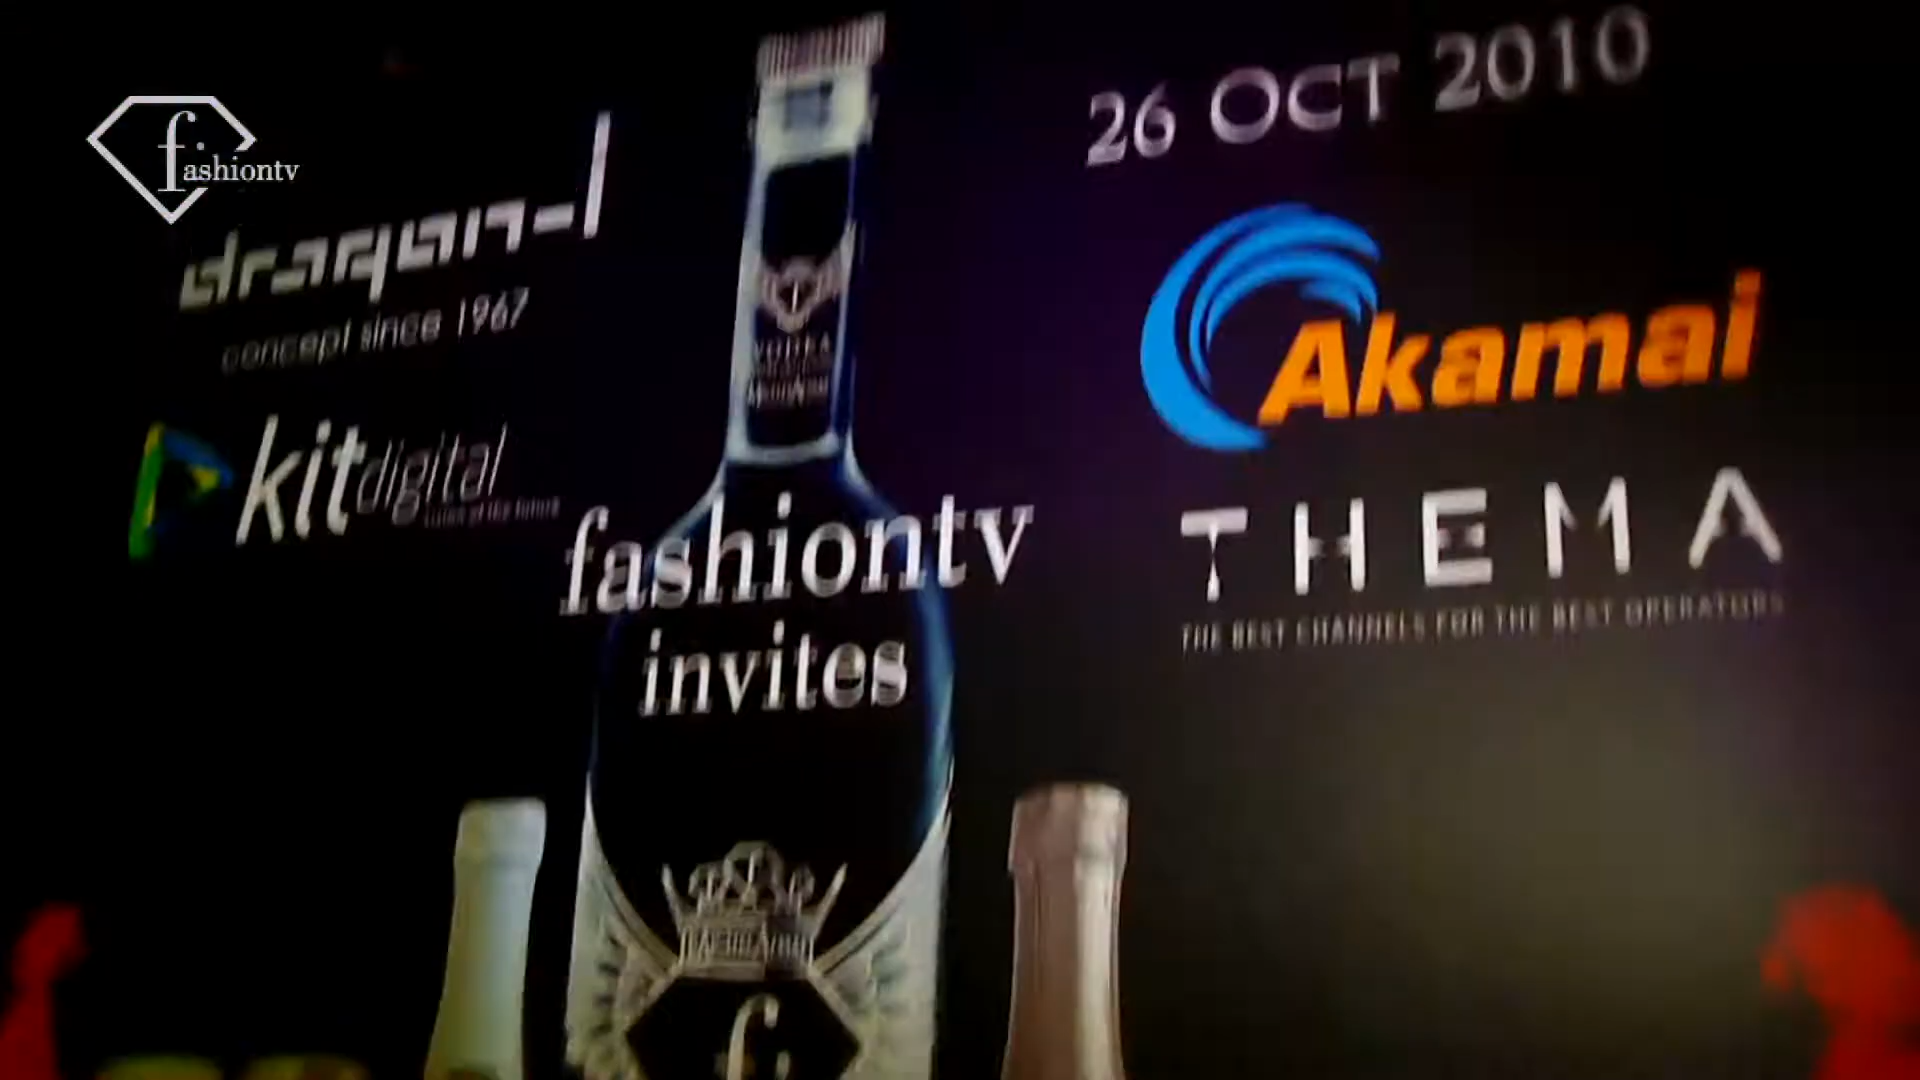 fashiontv
26 OCT 2010
dragon-I
concept since 1967
Akamai
kitdigital
THEMA
THE BEST CHANNELS FOR THE BEST OPERATORS
fashiontv
invites
VODKA
f